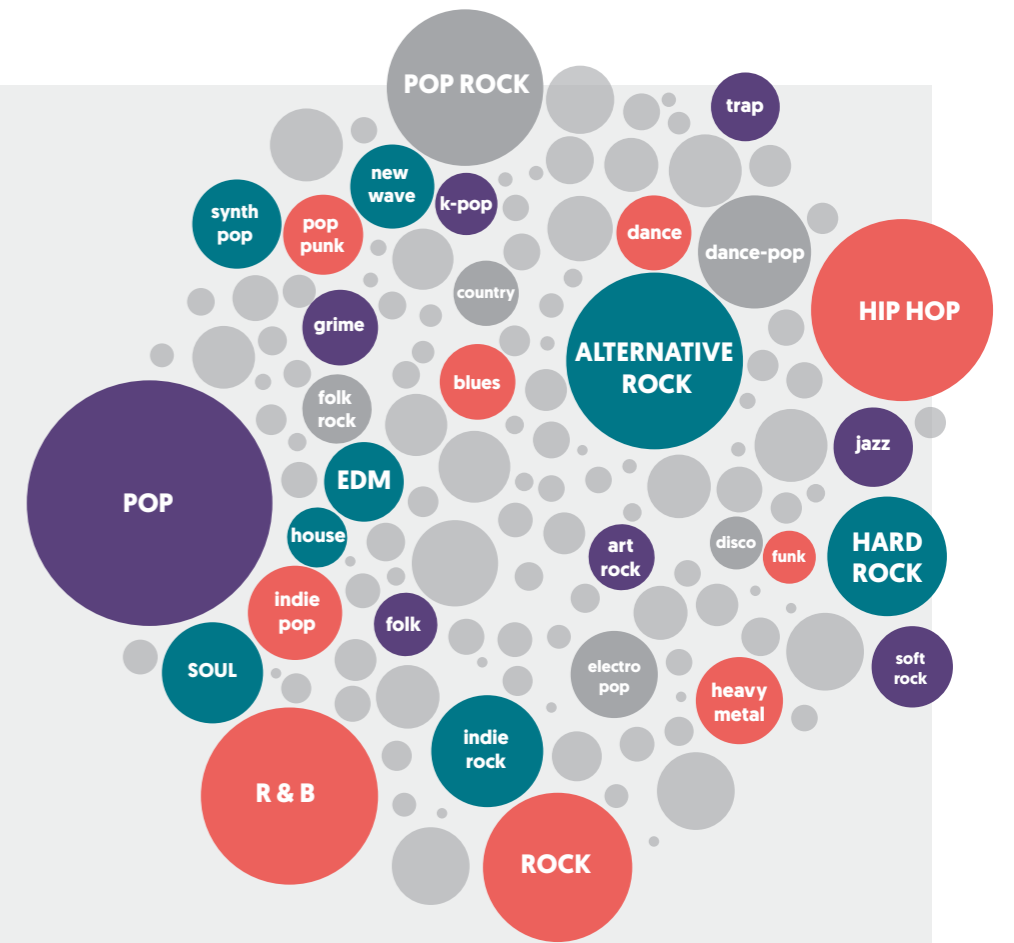 POP ROCK
trap
new
wave
k-pop
synth
pop
pop
punk
dance
dance-pop
country
HIP HOP
grime
ALTERNATIVE
ROCK
blues
folk
rock
jazz
EDM
POP
house
art
rock
disco
funk
HARD
ROCK
indie
pop
folk
SOUL
electro
pop
soft
rock
heavy
metal
indie
rock
R & B
ROCK